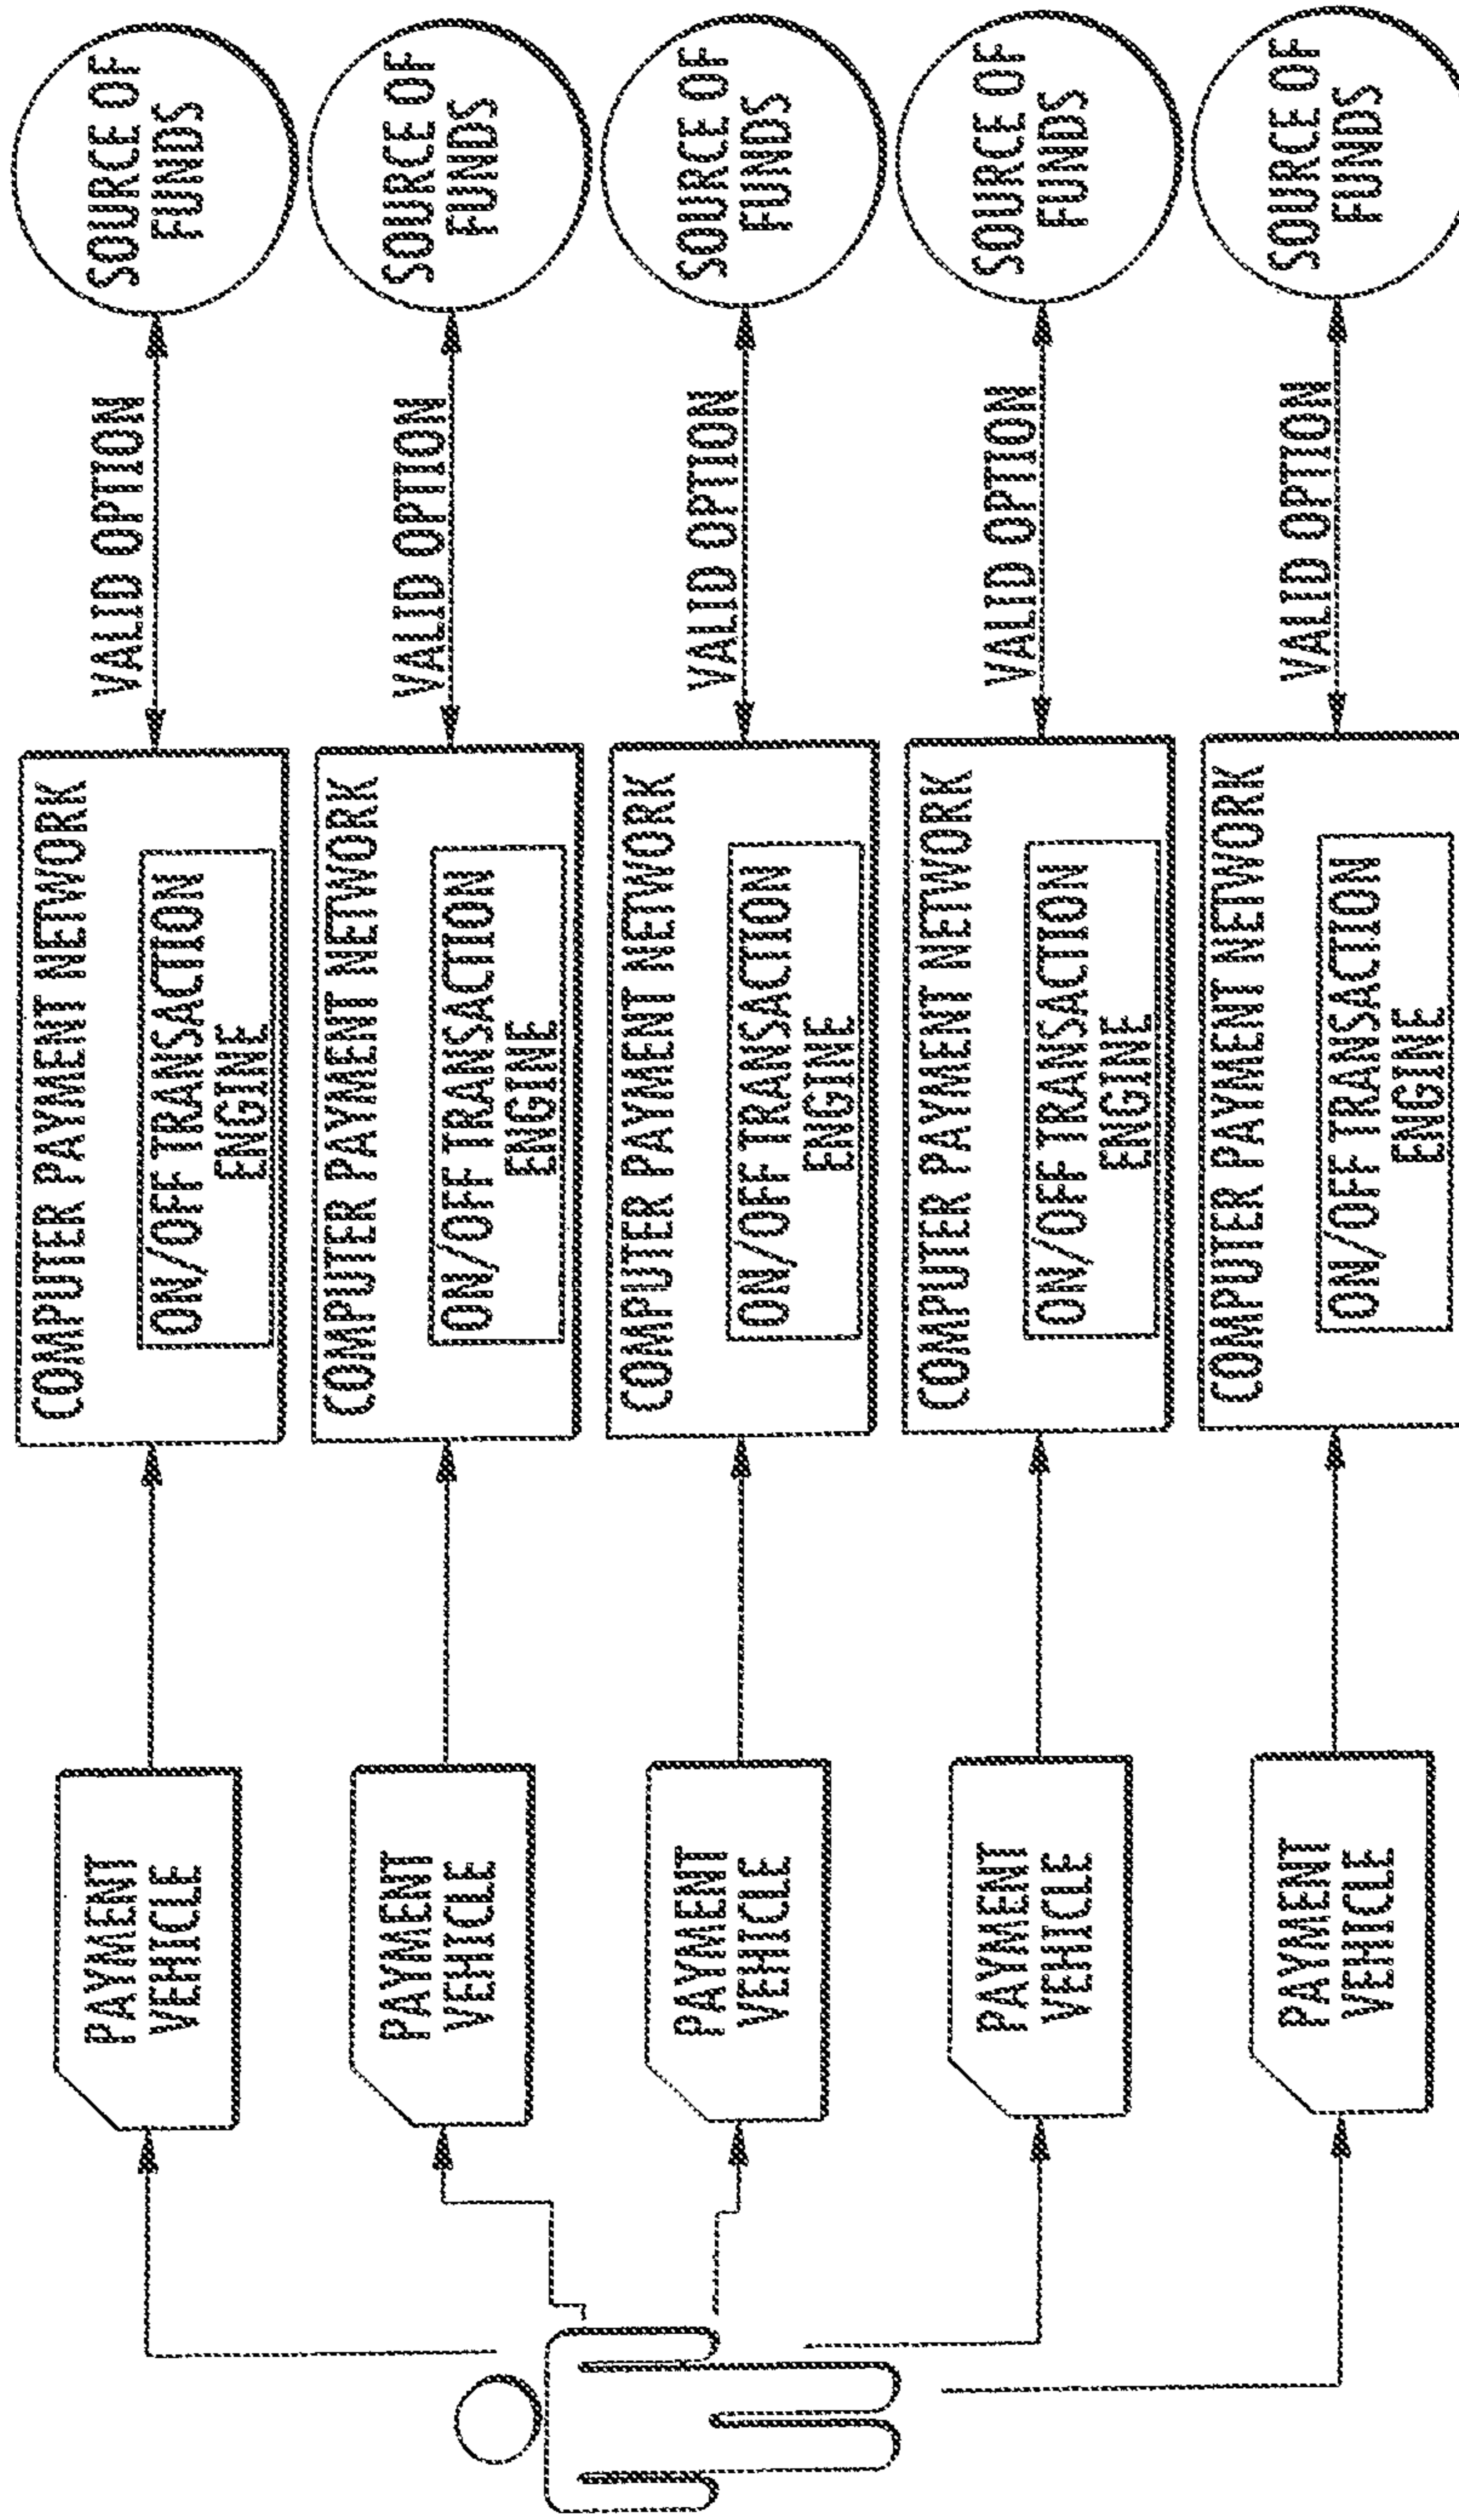 PAYMENT
VEHICLE
COMPUTER PAYMENT NETWORK
ON/OFF TRANSACTION
ENGINE
VALID OPTION
SOURCE OF
FUNDS
PAYMENT
VEHICLE
COMPUTER PAYMENT NETWORK
ON/OFF TRANSACTION
ENGINE
VALID OPTION
SOURCE OF
FUNDS
PAYMENT
VEHICLE
COMPUTER PAYMENT NETWORK
ON/OFF TRANSACTION
ENGINE
VALID OPTION
SOURCE OF
FUNDS
PAYMENT
VEHICLE
COMPUTER PAYMENT NETWORK
ON/OFF TRANSACTION
ENGINE
VALID OPTION
SOURCE OF
FUNDS
PAYMENT
VEHICLE
COMPUTER PAYMENT NETWORK
ON/OFF TRANSACTION
ENGINE
VALID OPTION
SOURCE OF
FUNDS